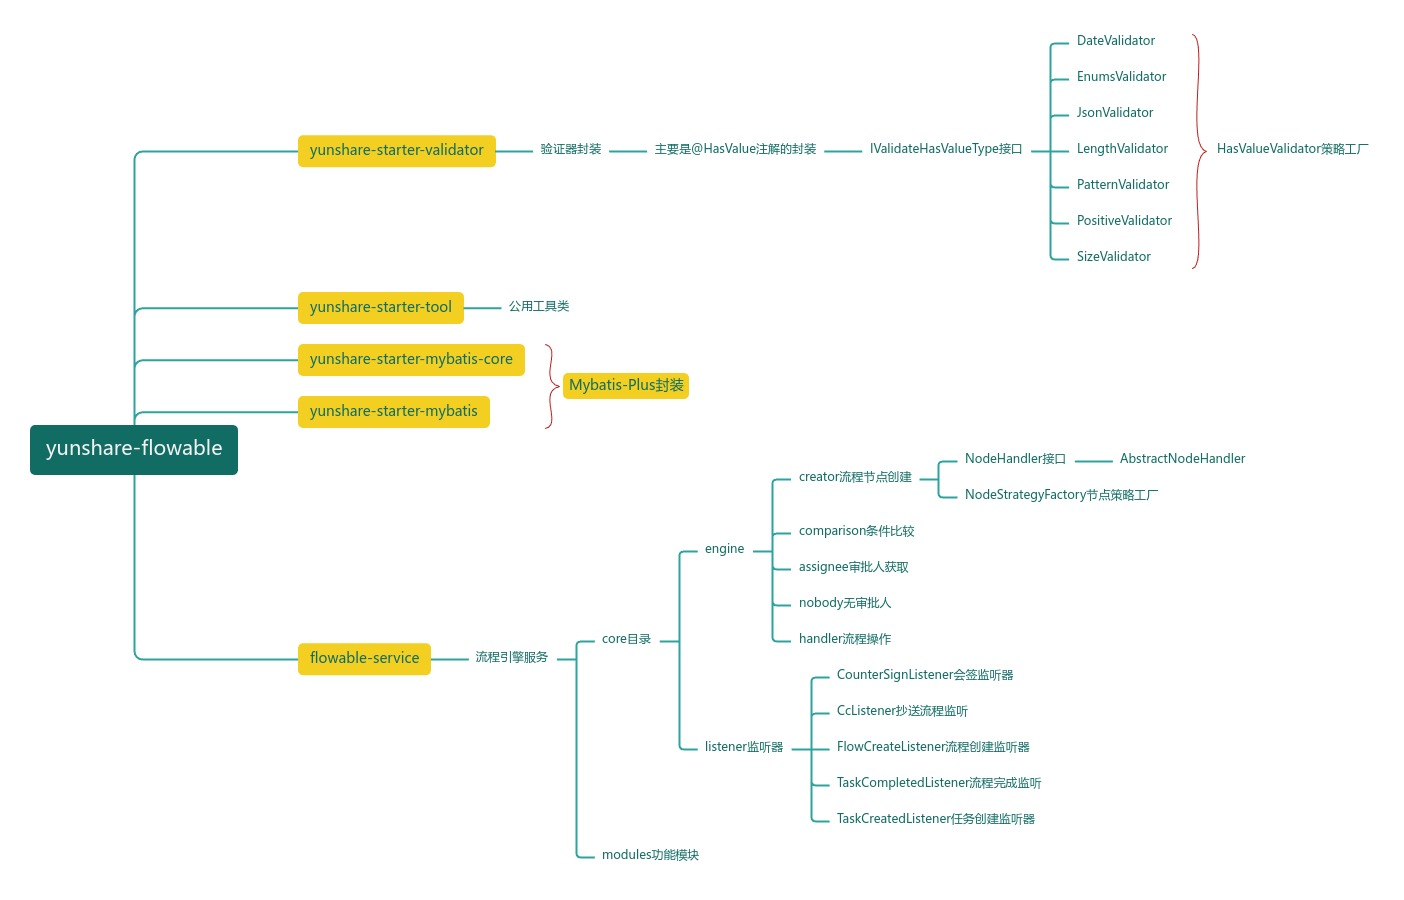 yunshare-flowable
yunshare-starter-validator
验证器封装
主要是@HasValue注解的封装
IValidateHasValueType接口
DateValidator
EnumsValidator
JsonValidator
LengthValidator
PatternValidator
PositiveValidator
SizeValidator
HasValueValidator策略工厂
yunshare-starter-tool
公用工具类
yunshare-starter-mybatis-core
yunshare-starter-mybatis
Mybatis-Plus封装
flowable-service
流程引擎服务
core目录
engine
creator流程节点创建
NodeHandler接口
AbstractNodeHandler
NodeStrategyFactory节点策略工厂
comparison条件比较
assignee审批人获取
nobody无审批人
handler流程操作
listener监听器
CounterSignListener会签监听器
CcListener抄送流程监听
FlowCreateListener流程创建监听器
TaskCompletedListener流程完成监听
TaskCreatedListener任务创建监听器
modules功能模块